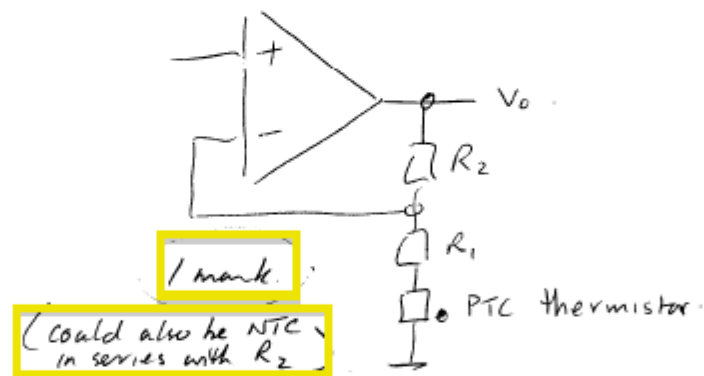 +
V₀
−
R₂
R₁
1 mark.
PTC thermistor.
(could also be NTC
in series with R₂